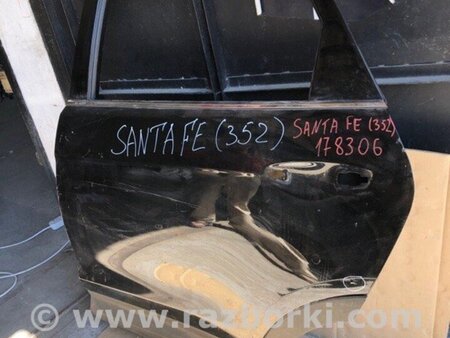 SANTA FE (352)
SANTA FE (352)
178306
www.razborki.com